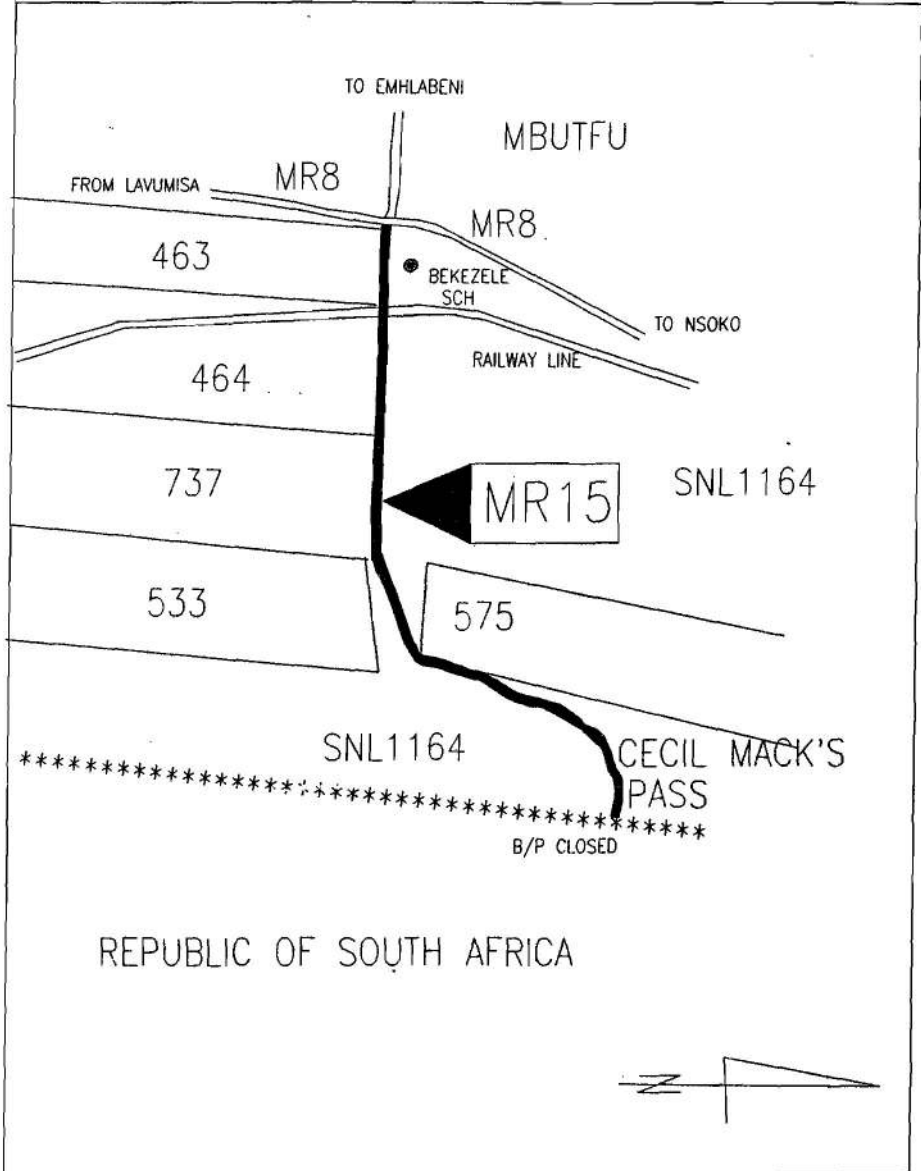 TO EMHLABENI
MBUTFU
FROM LAVUMISA
MR8
MR8
463
BEKEZELE
SCH
TO NSOKO
RAILWAY LINE
464
737
MR15
SNL1164
533
575
SNL1164
CECIL MACK'S
PASS
B/P CLOSED
REPUBLIC OF SOUTH AFRICA
N